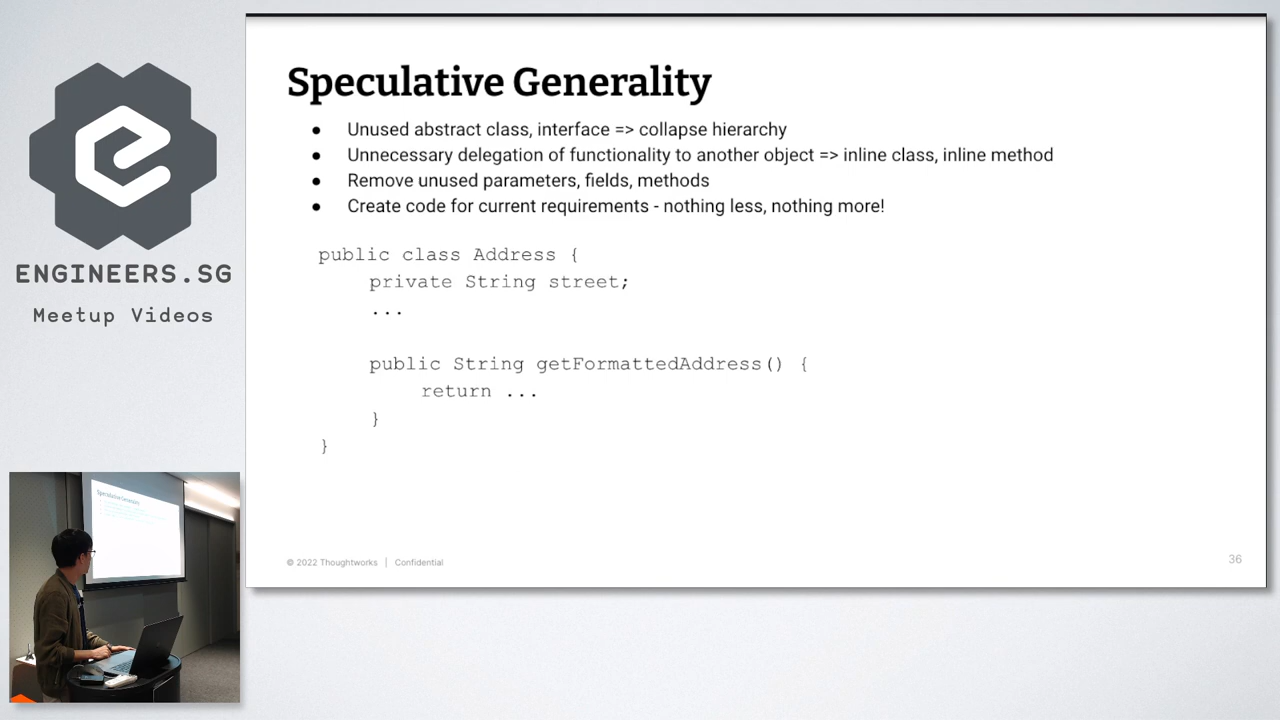 ENGINEERS.SG
Meetup Videos
Speculative Generality
● Unused abstract class, interface => collapse hierarchy
● Unnecessary delegation of functionality to another object => inline class, inline method
● Remove unused parameters, fields, methods
● Create code for current requirements - nothing less, nothing more!
public class Address {
private String street;
...
public String getFormattedAddress() {
return ...
}
}
© 2022 Thoughtworks | Confidential
36
Speculative Generality